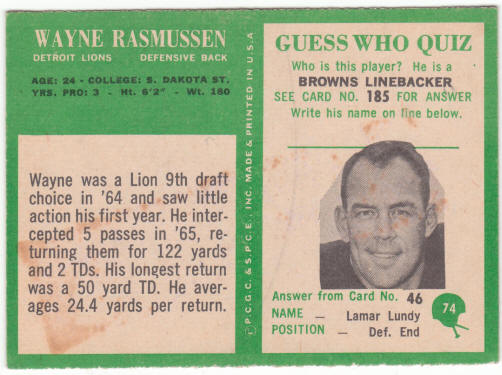 WAYNE RASMUSSEN
DETROIT LIONS DEFENSIVE BACK
AGE: 24 - COLLEGE: S. DAKOTA ST.
YRS. PRO: 3 - Ht. 6'2" - Wt. 180
Wayne was a Lion 9th draft
choice in '64 and saw little
action his first year. He inter-
cepted 5 passes in '65, re-
turning them for 122 yards
and 2 TDs. His longest return
was a 50 yard TD. He aver-
ages 24.4 yards per return.
© P.C.G.C. & S.P.C.E., INC. MADE & PRINTED IN U.S.A.
GUESS WHO QUIZ
Who is this player? He is a
BROWNS LINEBACKER
SEE CARD NO. 185 FOR ANSWER
Write his name on line below.
Answer from Card No. 46
NAME – Lamar Lundy
POSITION – Def. End
74